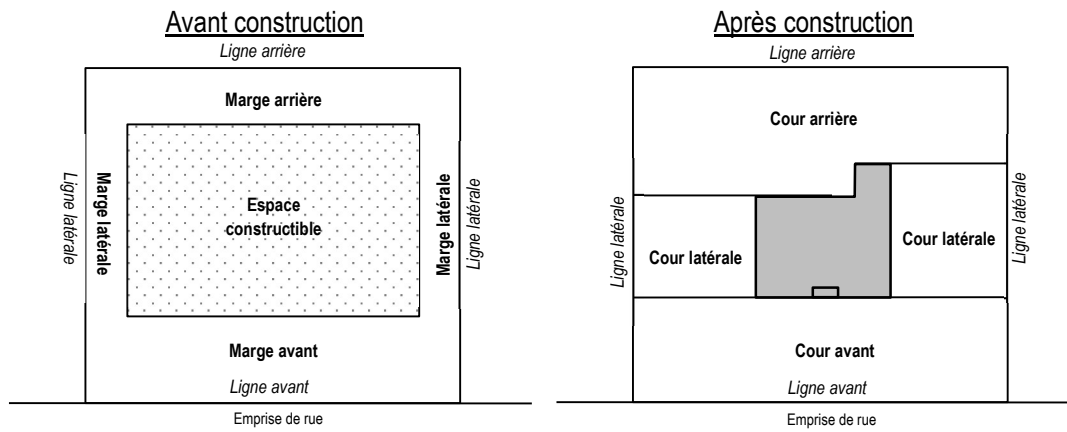 Avant construction
Ligne arrière
Marge arrière
Ligne latérale
Marge latérale
Espace
constructible
Marge latérale
Ligne latérale
Marge avant
Ligne avant
Emprise de rue
Après construction
Ligne arrière
Cour arrière
Ligne latérale
Cour latérale
Cour latérale
Ligne latérale
Cour avant
Ligne avant
Emprise de rue